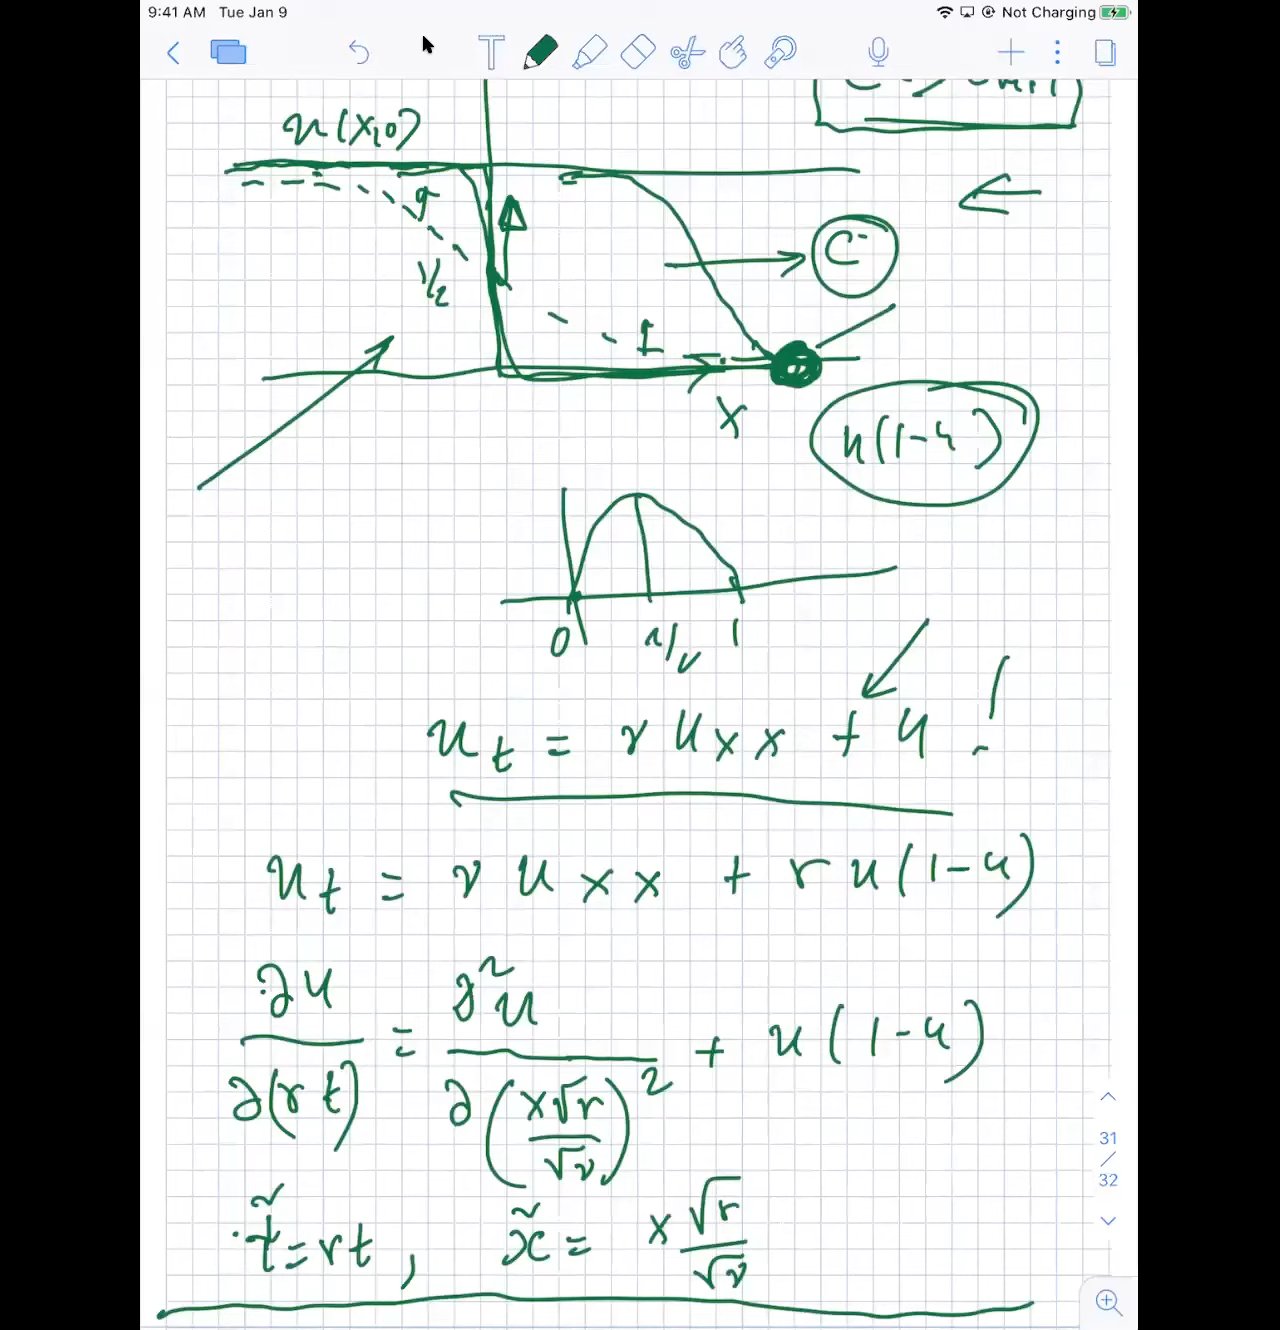 9:41 AM Tue Jan 9
Not Charging
T
u(x,0)
C
1/2
1
x
u(1-u)
0 1/2 1
u_t = ν u_xx + u !
u_t = ν u_xx + r u(1-u)
∂u/∂(rt) = ∂²u/∂(x√r/√ν)² + u(1-u)
t̃ = rt, x̃ = x √r/√ν
31
/
32